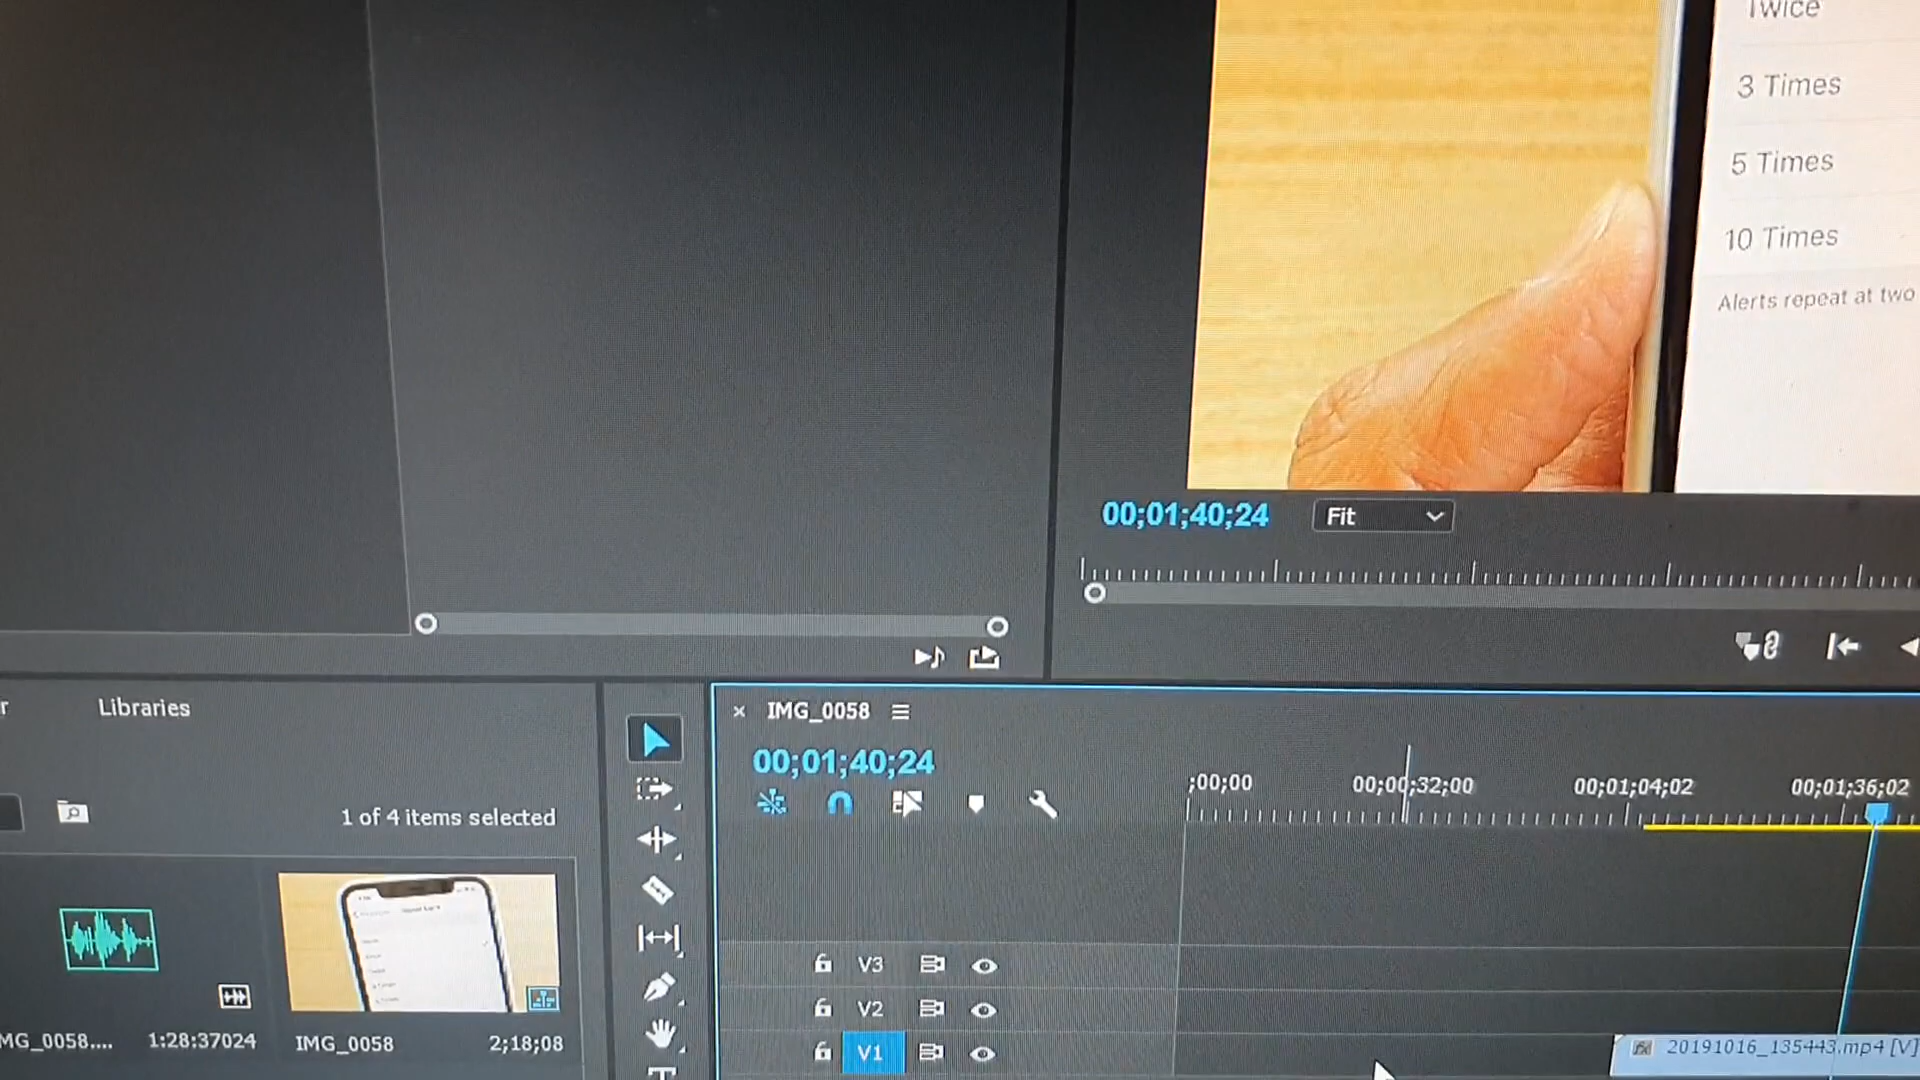 Twice
3 Times
5 Times
10 Times
Alerts repeat at two
00;01;40;24
Fit
Libraries
IMG_0058
00;01;40;24
;00;00
00;00;32;00
00;01;04;02
00;01;36;02
1 of 4 items selected
V3
V2
V1
fx 20191016_135443.mp4 [V]
MG_0058....
1:28:37024
IMG_0058
2;18;08